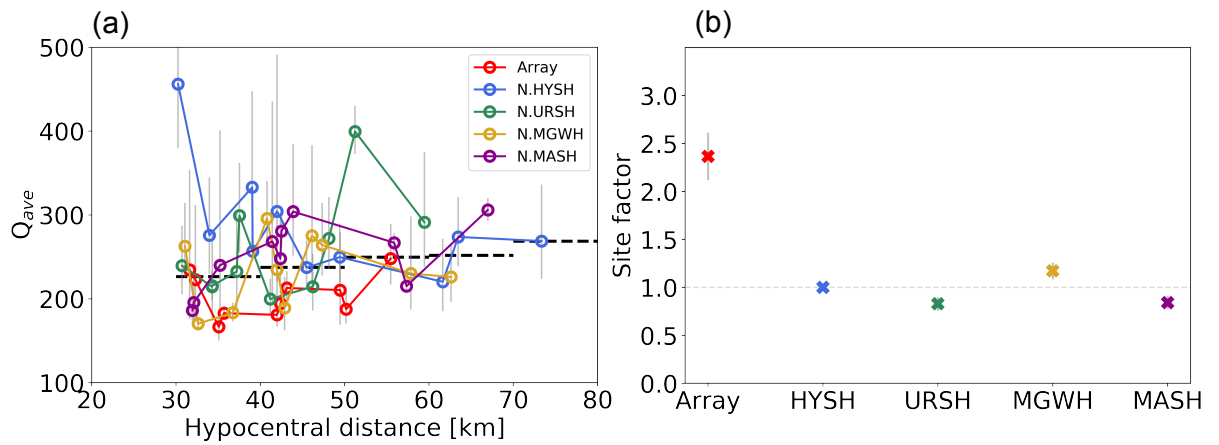 (a)
500
400
300
200
100
Q_ave
20 30 40 50 60 70 80
Hypocentral distance [km]
Array
N.HYSH
N.URSH
N.MGWH
N.MASH
(b)
3.0
2.5
2.0
1.5
1.0
0.5
0.0
Site factor
Array HYSH URSH MGWH MASH